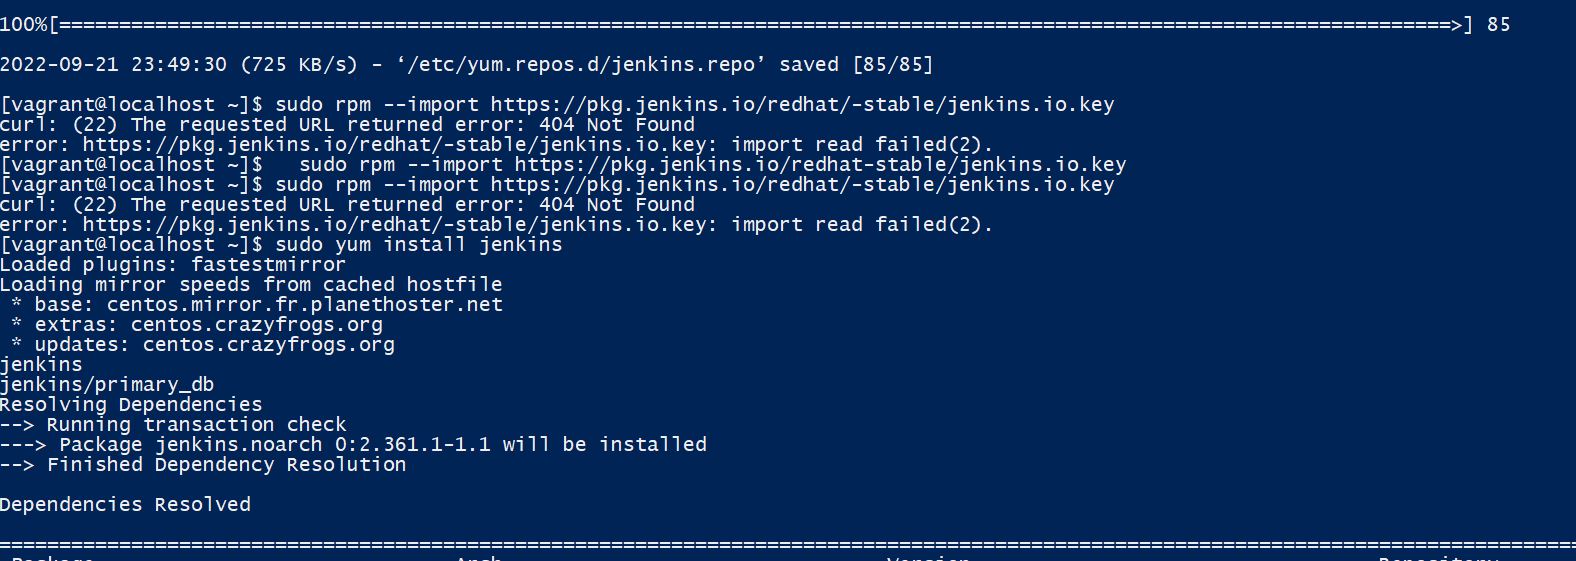 100%[====================================================================================================================>] 85
2022-09-21 23:49:30 (725 KB/s) - ‘/etc/yum.repos.d/jenkins.repo’ saved [85/85]
[vagrant@localhost ~]$ sudo rpm --import https://pkg.jenkins.io/redhat/-stable/jenkins.io.key
curl: (22) The requested URL returned error: 404 Not Found
error: https://pkg.jenkins.io/redhat/-stable/jenkins.io.key: import read failed(2).
[vagrant@localhost ~]$   sudo rpm --import https://pkg.jenkins.io/redhat-stable/jenkins.io.key
[vagrant@localhost ~]$ sudo rpm --import https://pkg.jenkins.io/redhat/-stable/jenkins.io.key
curl: (22) The requested URL returned error: 404 Not Found
error: https://pkg.jenkins.io/redhat/-stable/jenkins.io.key: import read failed(2).
[vagrant@localhost ~]$ sudo yum install jenkins
Loaded plugins: fastestmirror
Loading mirror speeds from cached hostfile
 * base: centos.mirror.fr.planethoster.net
 * extras: centos.crazyfrogs.org
 * updates: centos.crazyfrogs.org
jenkins
jenkins/primary_db
Resolving Dependencies
--> Running transaction check
---> Package jenkins.noarch 0:2.361.1-1.1 will be installed
--> Finished Dependency Resolution
Dependencies Resolved
====================================================================================================================================
Package Arch Version Repository